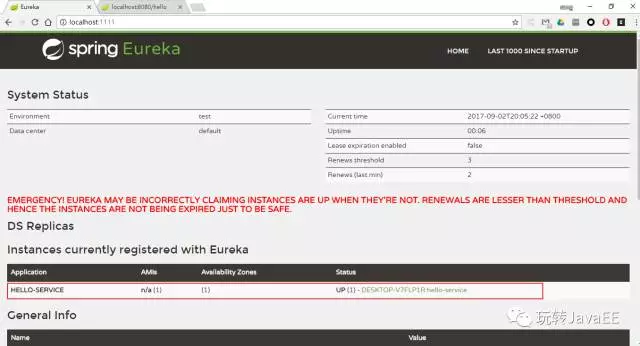 Eureka
localhost:8080/hello
localhost:1111
spring Eureka
HOME
LAST 1000 SINCE STARTUP
System Status
Environment test
Data center default
Current time 2017-09-02T20:05:22 +0800
Uptime 00:06
Lease expiration enabled false
Renews threshold 3
Renews (last min) 2
EMERGENCY! EUREKA MAY BE INCORRECTLY CLAIMING INSTANCES ARE UP WHEN THEY'RE NOT. RENEWALS ARE LESSER THAN THRESHOLD AND
HENCE THE INSTANCES ARE NOT BEING EXPIRED JUST TO BE SAFE.
DS Replicas
Instances currently registered with Eureka
Application AMIs Availability Zones Status
HELLO-SERVICE n/a (1) (1) UP (1) - DESKTOP-V7FLP1R:hello-service
General Info
玩转JavaEE
Name Value